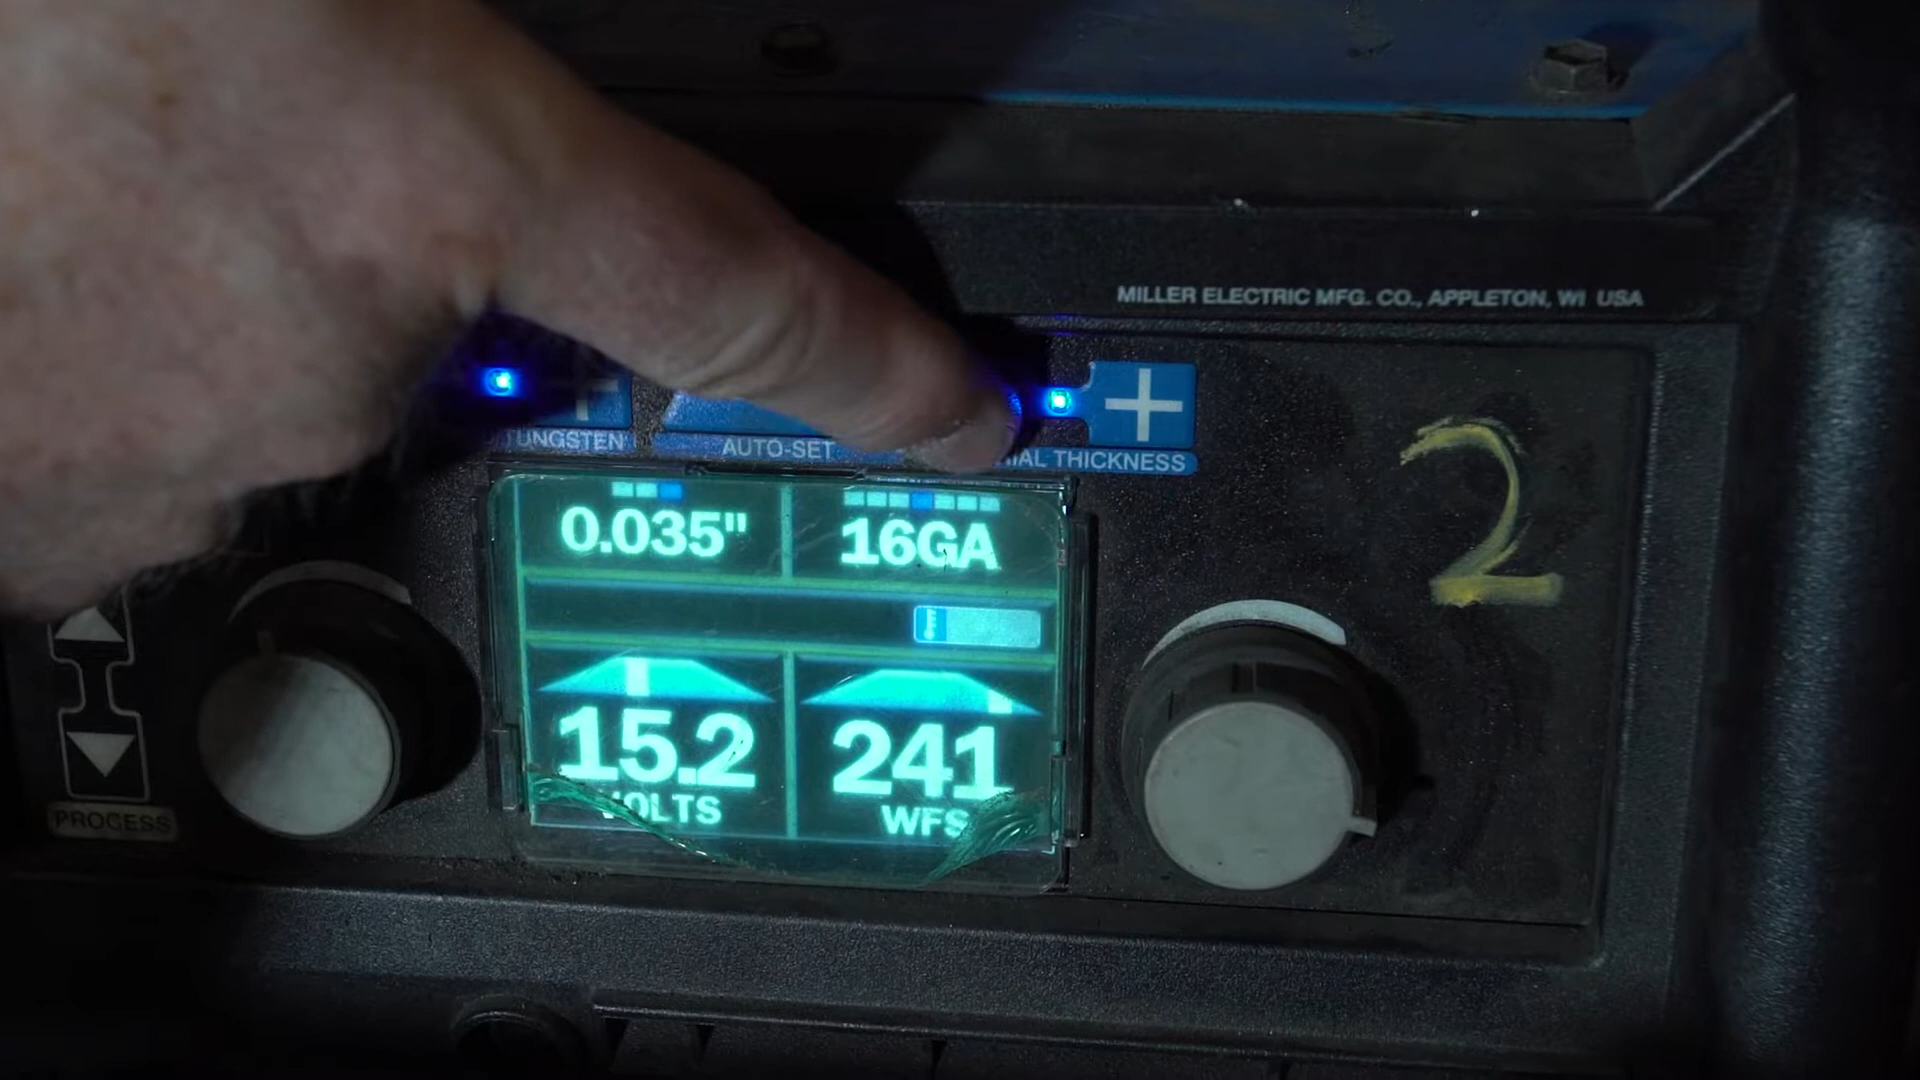 MILLER ELECTRIC MFG. CO., APPLETON, WI USA
TUNGSTEN
AUTO-SET
THICKNESS
2
0.035"
16GA
15.2
241
VOLTS
WFS
PROCESS